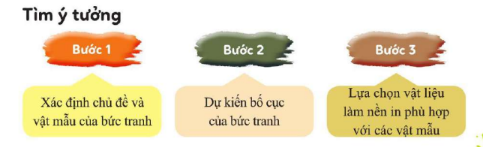 Tìm ý tưởng
Bước 1
Bước 2
Bước 3
Xác định chủ đề và
vật mẫu của bức tranh
Dự kiến bố cục
của bức tranh
Lựa chọn vật liệu
làm nền in phù hợp
với các vật mẫu